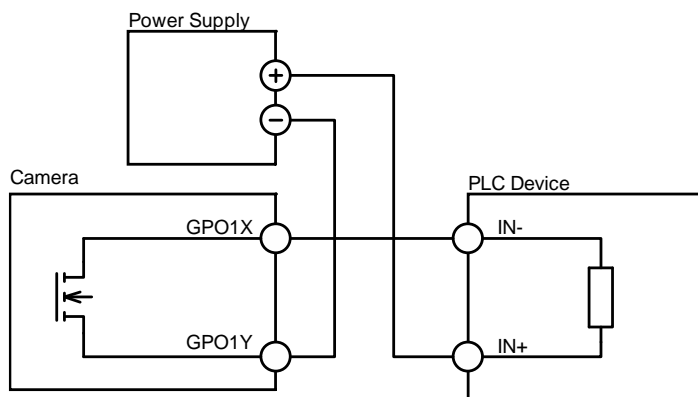 Power Supply
+
−
Camera
PLC Device
GPO1X
IN-
GPO1Y
IN+